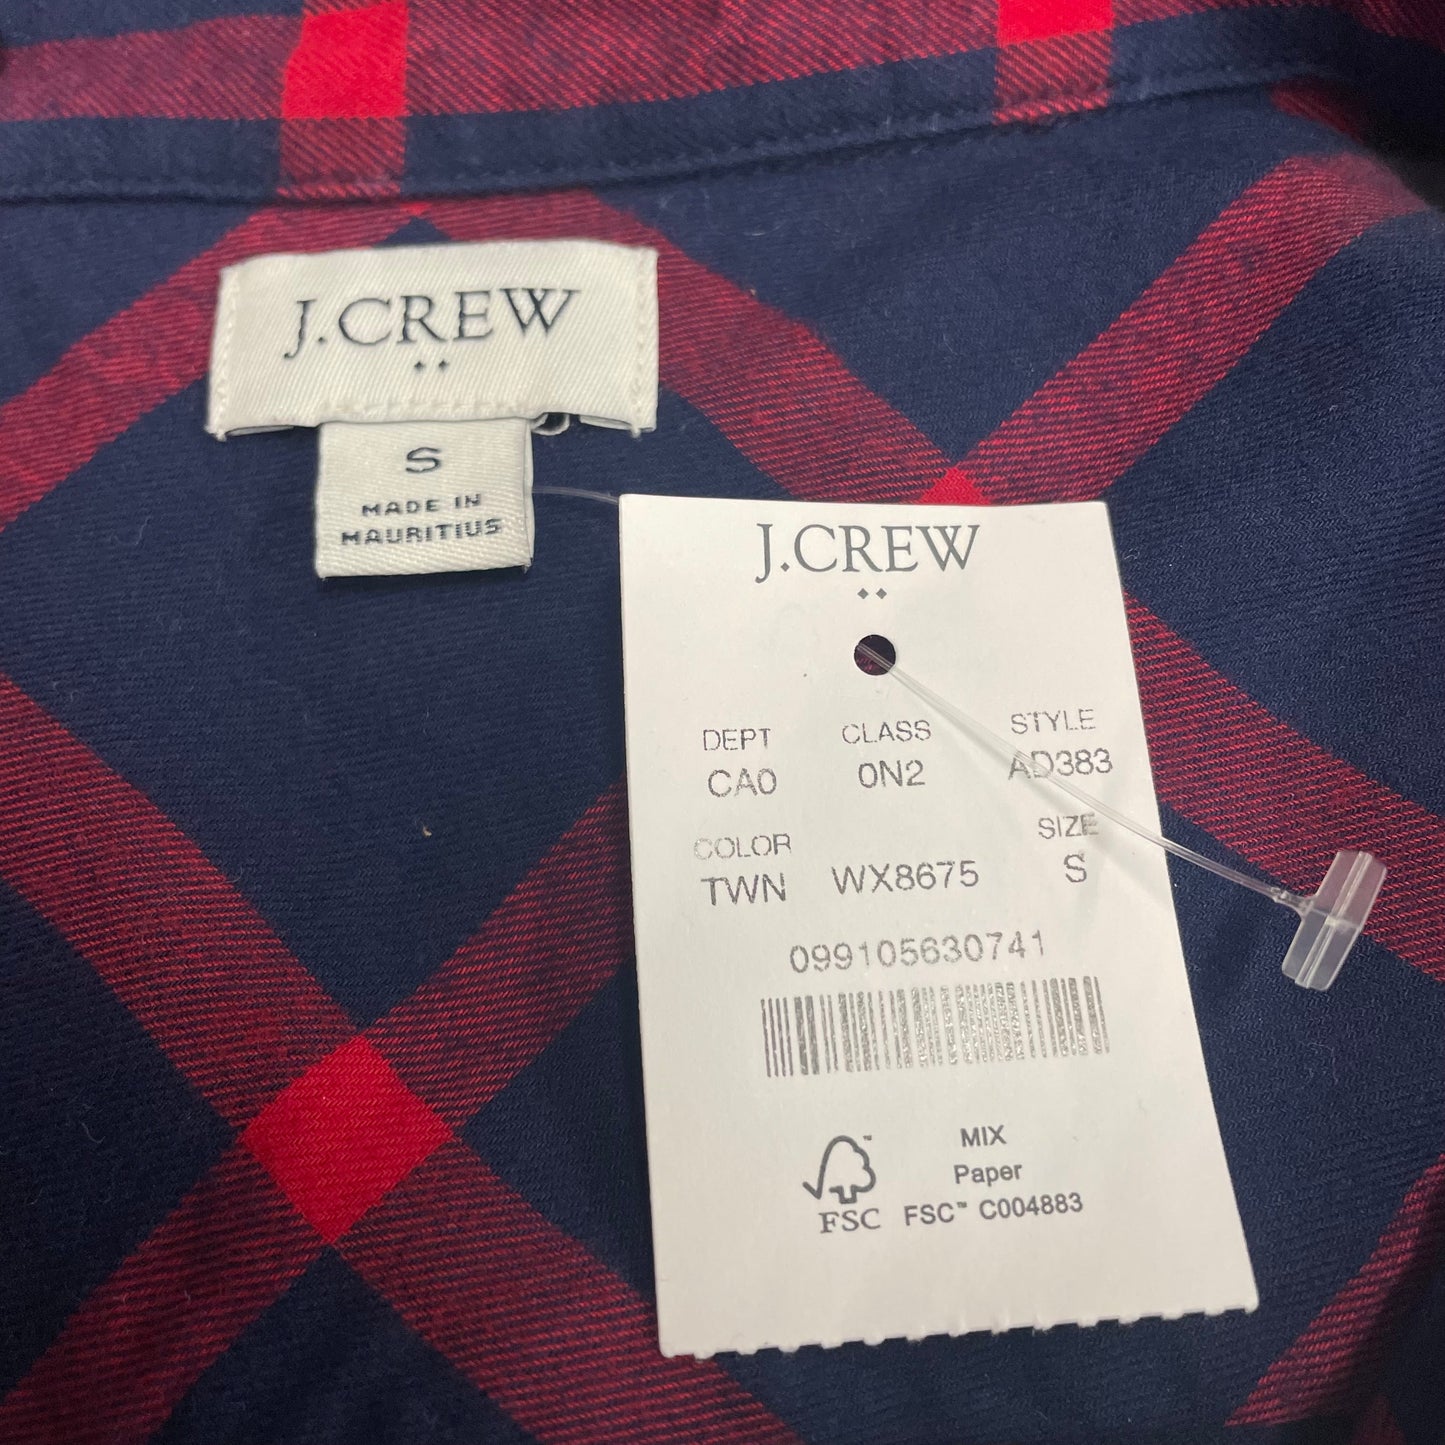 J.CREW
S
MADE IN
MAURITIUS
J.CREW
DEPT CLASS STYLE
CA0 0N2 AD383
COLOR SIZE
TWN WX8675 S
099105630741
MIX
Paper
FSC™ C004883
FSC